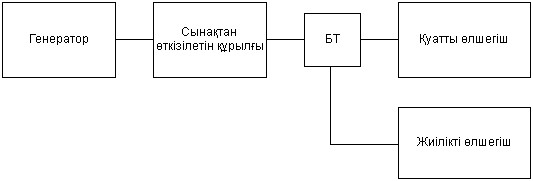 Генератор
Сынақтан
өткізілетін құрылғы
БТ
Қуатты өлшегіш
Жиілікті өлшегіш